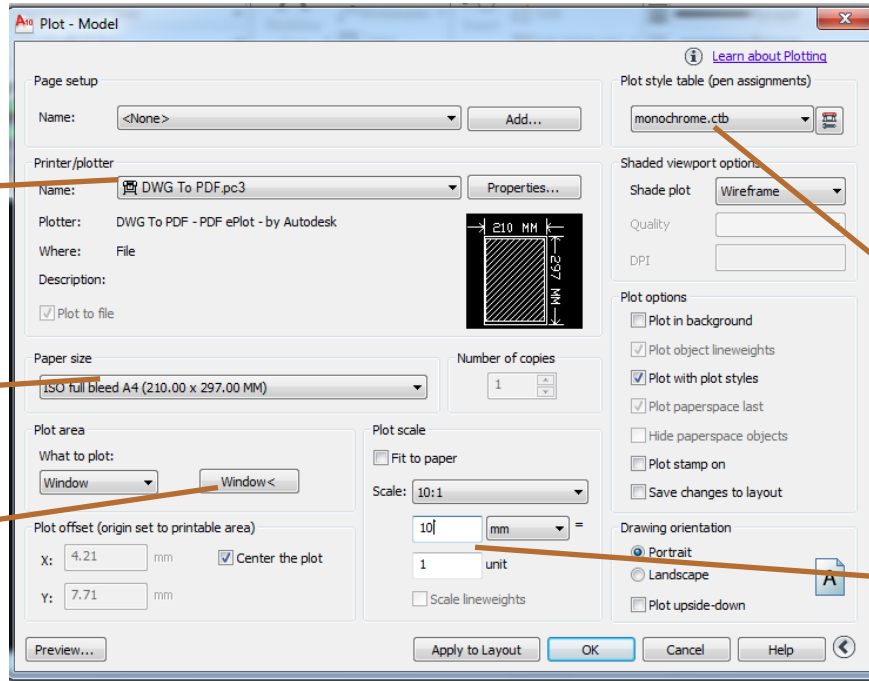 A10 Plot - Model
X
i Learn about Plotting
Page setup
Name: <None> Add...
Plot style table (pen assignments)
monochrome.ctb
Printer/plotter
Name: DWG To PDF.pc3 Properties...
Plotter: DWG To PDF - PDF ePlot - by Autodesk
Where: File
Description:
Plot to file
210 MM
297 MM
Shaded viewport options
Shade plot Wireframe
Quality
DPI
Paper size
ISO full bleed A4 (210.00 x 297.00 MM)
Number of copies
1
Plot options
Plot in background
Plot object lineweights
Plot with plot styles
Plot paperspace last
Hide paperspace objects
Plot stamp on
Save changes to layout
Plot area
What to plot:
Window Window<
Plot scale
Fit to paper
Scale: 10:1
10 mm =
1 unit
Scale lineweights
Plot offset (origin set to printable area)
X: 4.21 mm Center the plot
Y: 7.71 mm
Drawing orientation
Portrait
Landscape
Plot upside-down
A
Preview... Apply to Layout OK Cancel Help